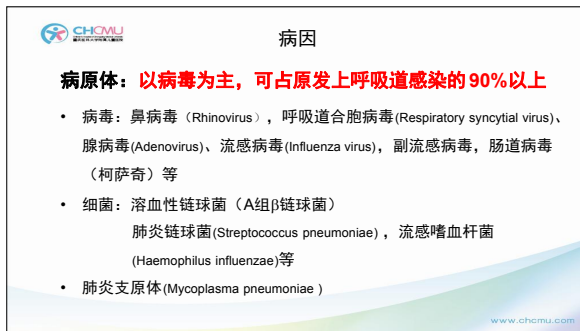 CHCMU
重庆医科大学附属儿童医院
病因
病原体：以病毒为主，可占原发上呼吸道感染的90%以上
• 病毒：鼻病毒（Rhinovirus），呼吸道合胞病毒(Respiratory syncytial virus)、
腺病毒(Adenovirus)、流感病毒(Influenza virus)，副流感病毒，肠道病毒
（柯萨奇）等
• 细菌：溶血性链球菌（A组β链球菌）
肺炎链球菌(Streptococcus pneumoniae) ，流感嗜血杆菌
(Haemophilus influenzae)等
• 肺炎支原体(Mycoplasma pneumoniae )
www.chcmu.com